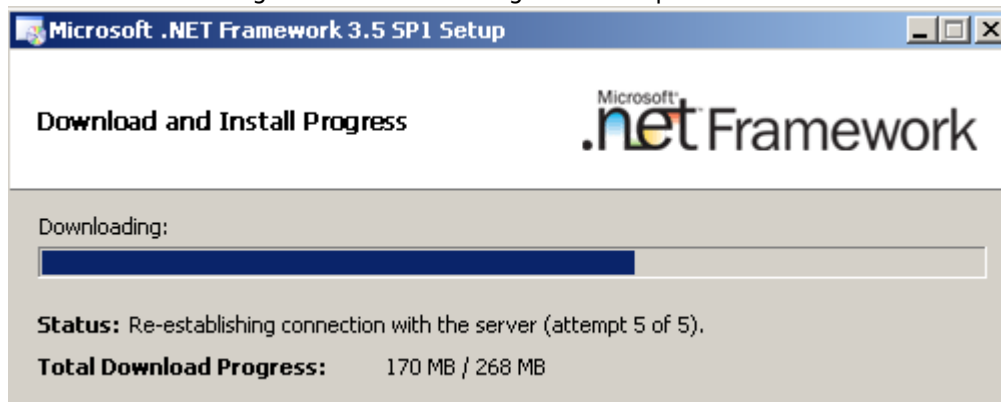 Microsoft .NET Framework 3.5 SP1 Setup
Download and Install Progress
Microsoft
.net Framework
Downloading:
Status: Re-establishing connection with the server (attempt 5 of 5).
Total Download Progress: 170 MB / 268 MB